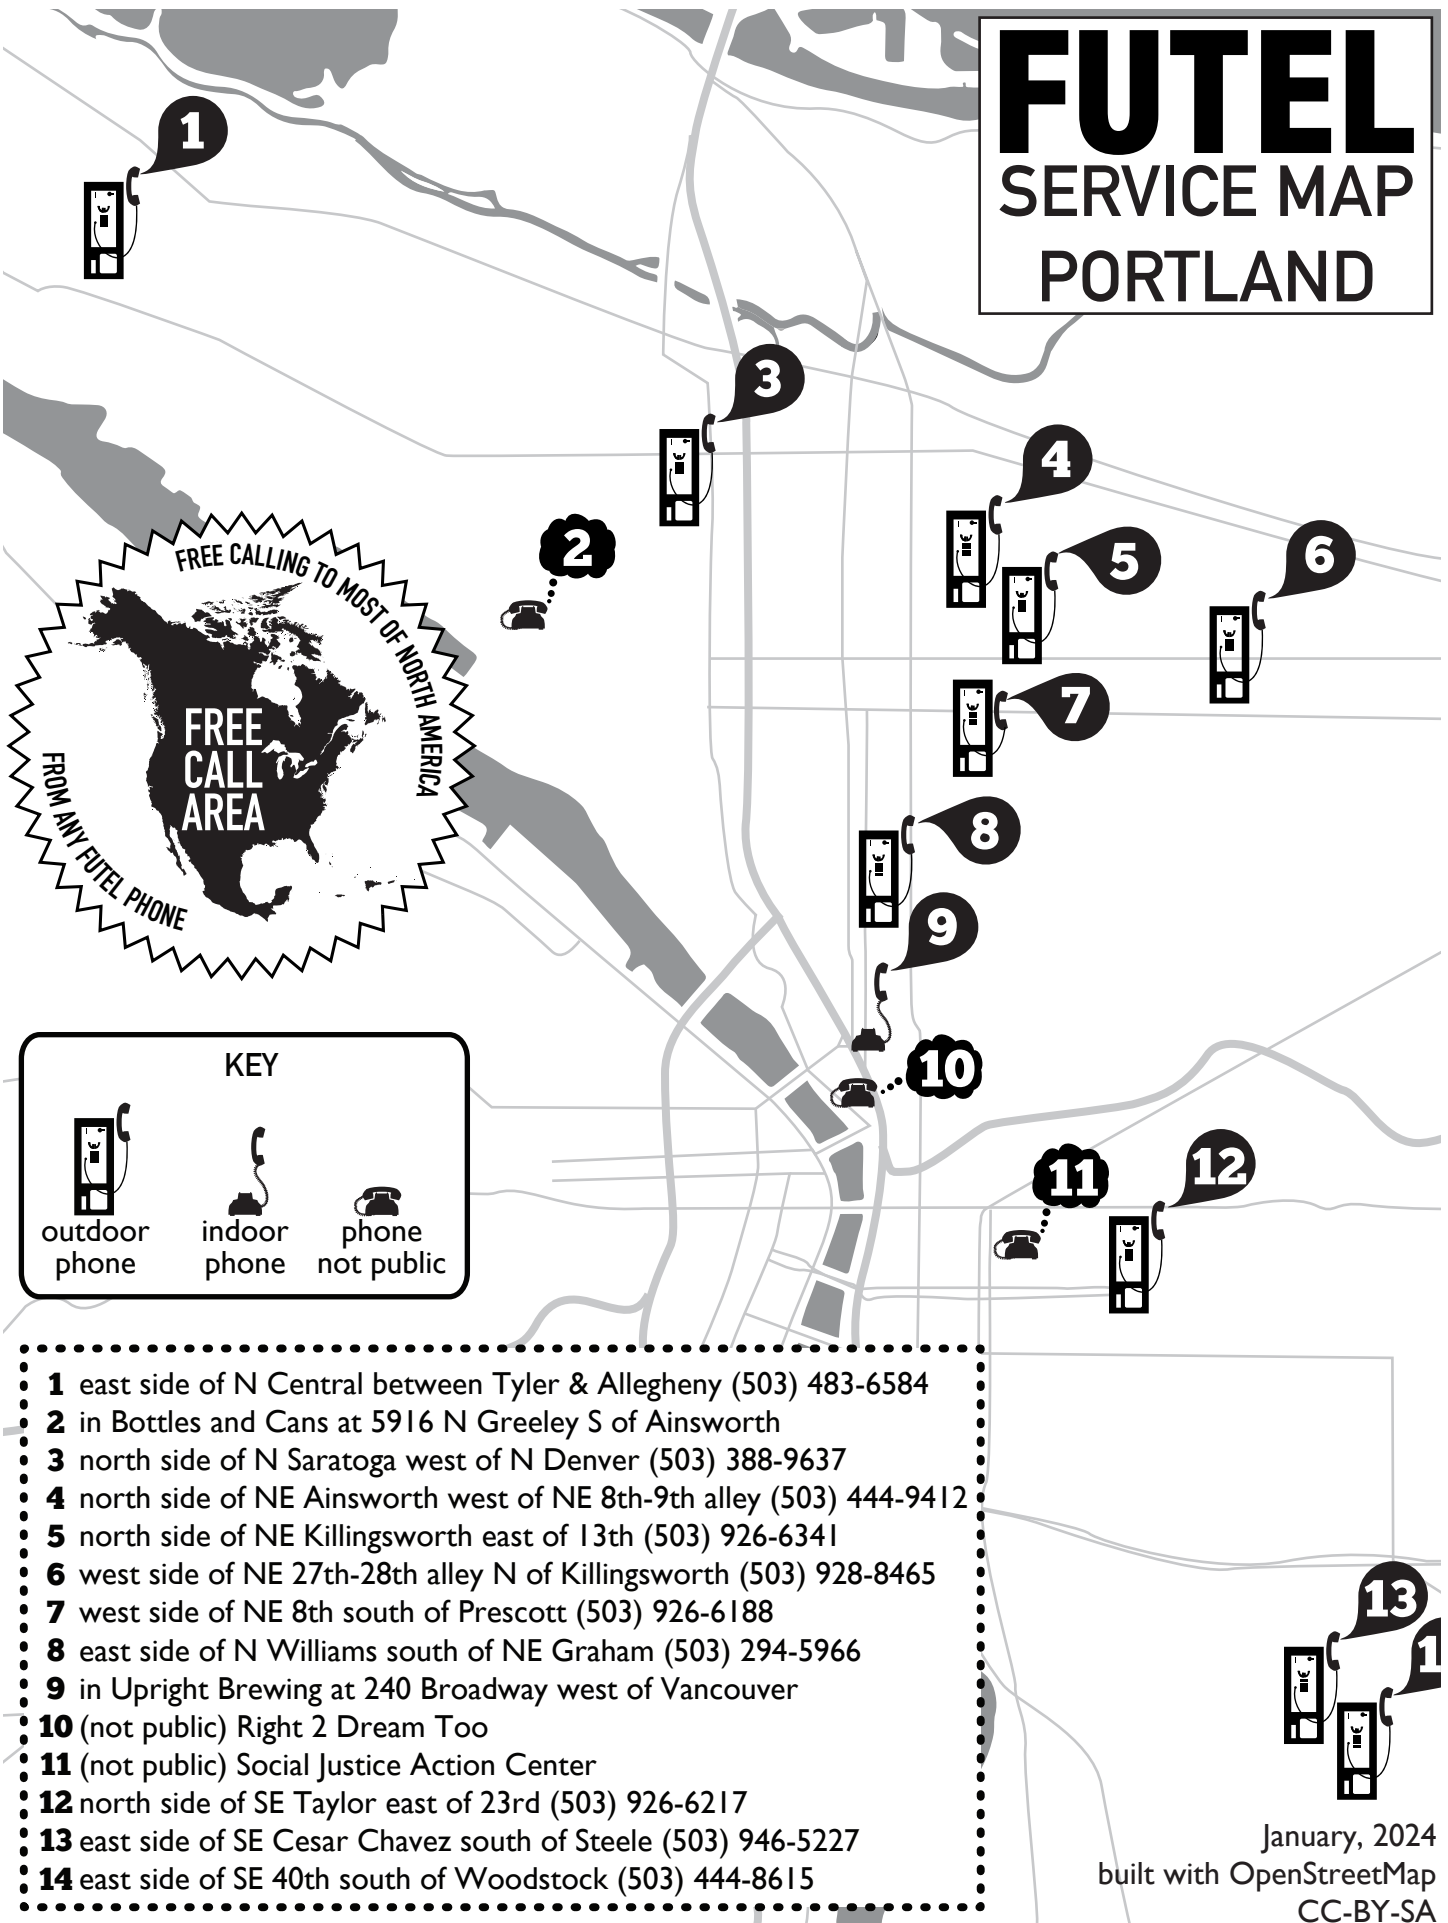 FUTEL
SERVICE MAP
PORTLAND
1
3
4
2
5
6
FREE CALLING TO MOST OF NORTH AMERICA
FROM ANY FUTEL PHONE
FREE
CALL
AREA
7
8
9
10
11
12
KEY
outdoor
phone
indoor
phone
phone
not public
1 east side of N Central between Tyler & Allegheny (503) 483-6584
2 in Bottles and Cans at 5916 N Greeley S of Ainsworth
3 north side of N Saratoga west of N Denver (503) 388-9637
4 north side of NE Ainsworth west of NE 8th-9th alley (503) 444-9412
5 north side of NE Killingsworth east of 13th (503) 926-6341
6 west side of NE 27th-28th alley N of Killingsworth (503) 928-8465
7 west side of NE 8th south of Prescott (503) 926-6188
8 east side of N Williams south of NE Graham (503) 294-5966
9 in Upright Brewing at 240 Broadway west of Vancouver
10 (not public) Right 2 Dream Too
11 (not public) Social Justice Action Center
12 north side of SE Taylor east of 23rd (503) 926-6217
13 east side of SE Cesar Chavez south of Steele (503) 946-5227
14 east side of SE 40th south of Woodstock (503) 444-8615
13
1
January, 2024
built with OpenStreetMap
CC-BY-SA